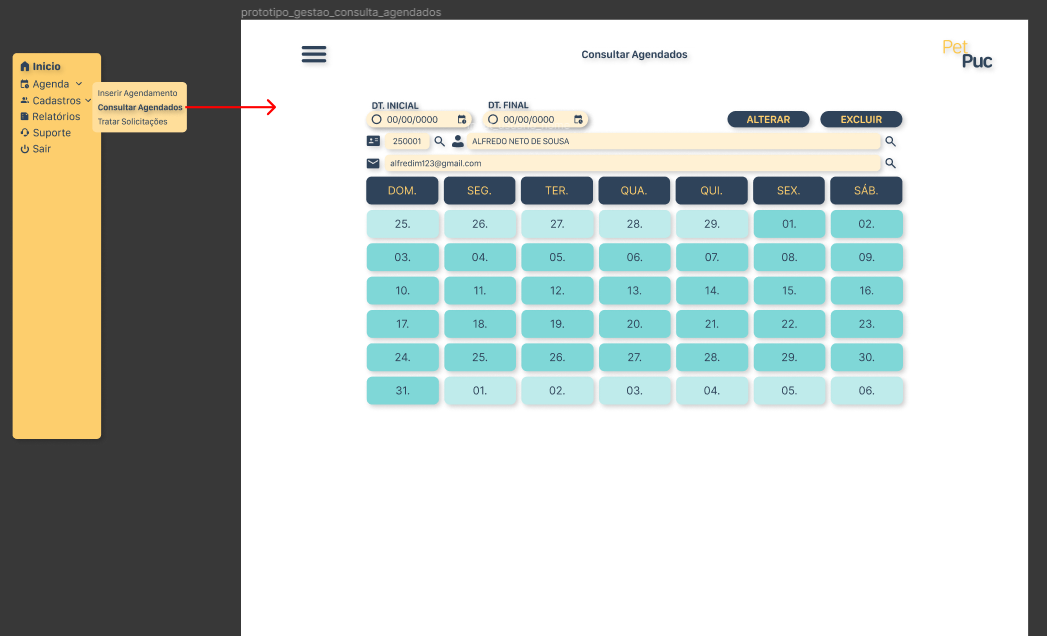 prototipo_gestao_consulta_agendados
Inicio
Agenda
Cadastros
Relatórios
Suporte
Sair
Inserir Agendamento
Consultar Agendados
Tratar Solicitações
Consultar Agendados
Pet
Puc
DT. INICIAL DT. FINAL
00/00/0000 00/00/0000 ALTERAR EXCLUIR
250001 ALFREDO NETO DE SOUSA
alfredim123@gmail.com
DOM. SEG. TER. QUA. QUI. SEX. SÁB.
25. 26. 27. 28. 29. 01. 02.
03. 04. 05. 06. 07. 08. 09.
10. 11. 12. 13. 14. 15. 16.
17. 18. 19. 20. 21. 22. 23.
24. 25. 26. 27. 28. 29. 30.
31. 01. 02. 03. 04. 05. 06.